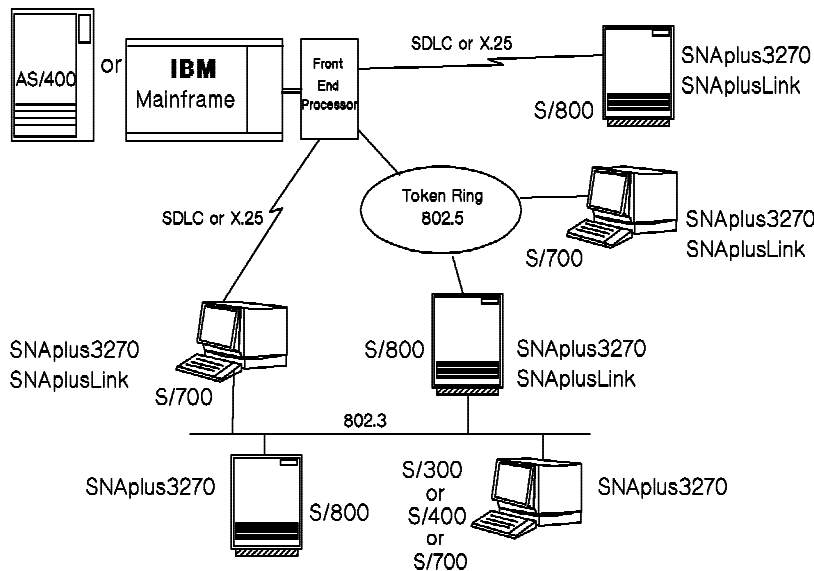 AS/400
or
IBM
Mainframe
Front
End
Processor
SDLC or X.25
S/800
SNAplus3270
SNAplusLink
Token Ring
802.5
S/700
SNAplus3270
SNAplusLink
SDLC or X.25
SNAplus3270
SNAplusLink
S/700
S/800
SNAplus3270
SNAplusLink
802.3
SNAplus3270
S/800
S/300
or
S/400
or
S/700
SNAplus3270